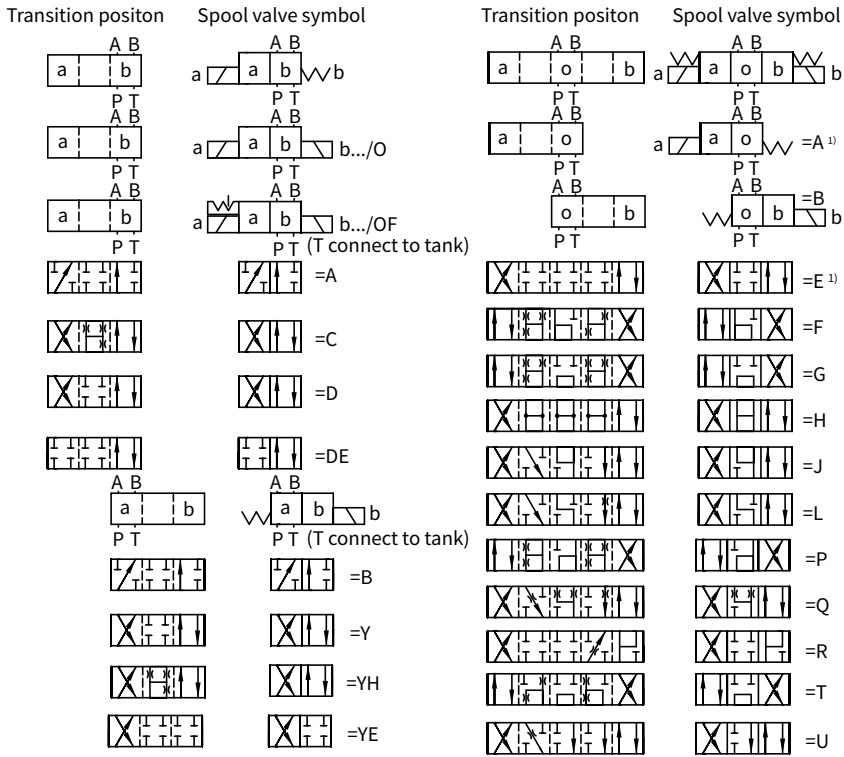 Transition positon Spool valve symbol
A B A B
a b a a b b
P T P T
A B A B
a b a a b b.../O
P T P T
A B A B
a b a a b b.../OF
P T P T (T connect to tank)
=A
=C
=D
=DE
A B A B
a b a b b
P T P T (T connect to tank)
=B
=Y
=YH
=YE
Transition positon Spool valve symbol
A B A B
a o b a a o b b
P T P T
A B A B
a o a a o =A 1)
P T P T
A B A B
o b o b b =B
P T P T
=E 1)
=F
=G
=H
=J
=L
=P
=Q
=R
=T
=U